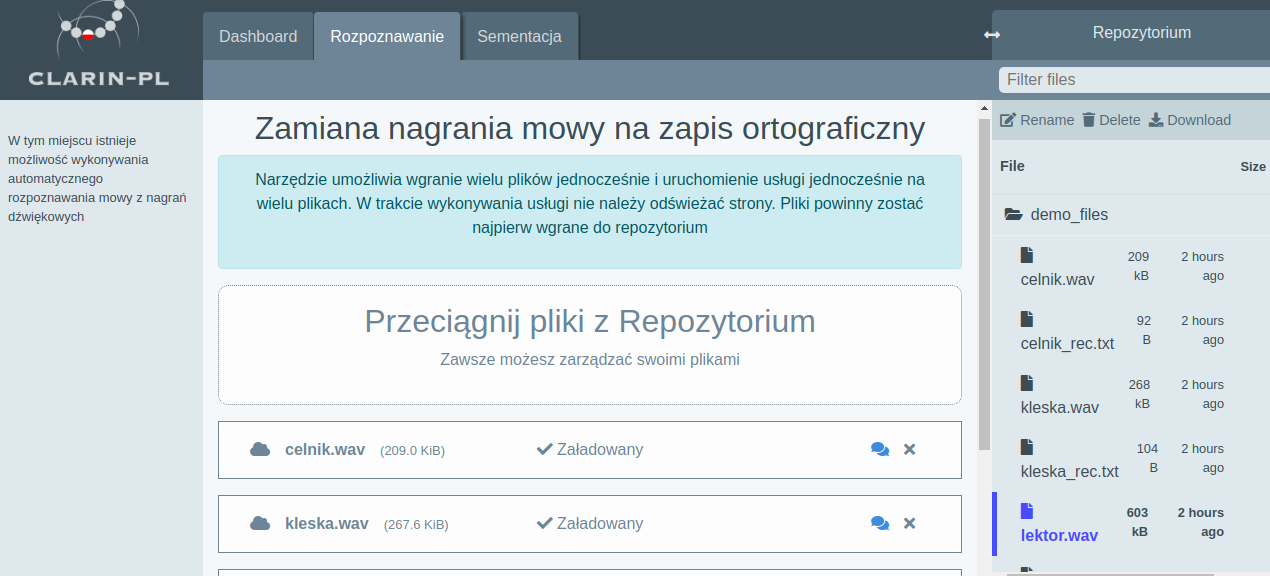 CLARIN-PL
Dashboard
Rozpoznawanie
Sementacja
Repozytorium
Filter files
W tym miejscu istnieje
możliwość wykonywania
automatycznego
rozpoznawania mowy z nagrań
dźwiękowych
Zamiana nagrania mowy na zapis ortograficzny
Narzędzie umożliwia wgranie wielu plików jednocześnie i uruchomienie usługi jednocześnie na
wielu plikach. W trakcie wykonywania usługi nie należy odświeżać strony. Pliki powinny zostać
najpierw wgrane do repozytorium
Przeciągnij pliki z Repozytorium
Zawsze możesz zarządzać swoimi plikami
celnik.wav (209.0 KiB) Załadowany
kleska.wav (267.6 KiB) Załadowany
Rename Delete Download
File Size
demo_files
celnik.wav 209 kB 2 hours ago
celnik_rec.txt 92 B 2 hours ago
kleska.wav 268 kB 2 hours ago
kleska_rec.txt 104 B 2 hours ago
lektor.wav 603 kB 2 hours ago